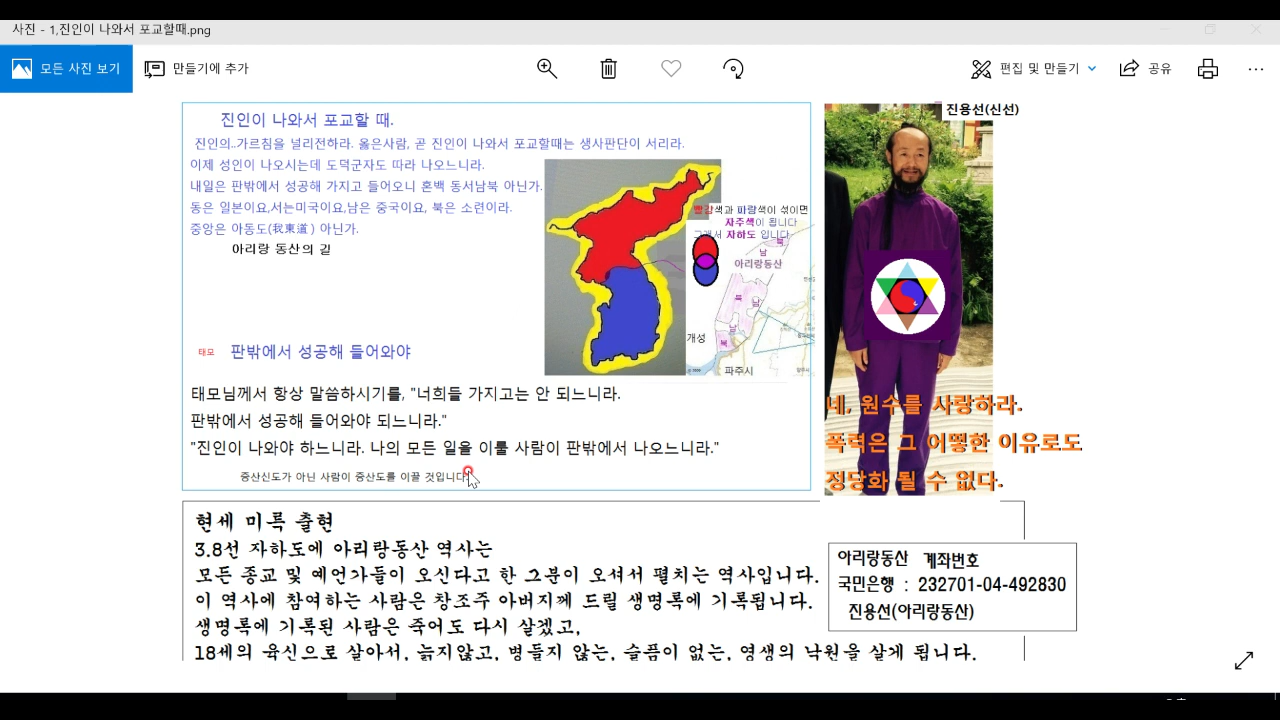 사진 - 1,진인이 나와서 포교할때.png
모든 사진 보기
만들기에 추가
편집 및 만들기
공유
진인이 나와서 포교할 때.
진인의..가르침을 널리전하라. 옳은사람, 곧 진인이 나와서 포교할때는 생사판단이 서리라.
이제 성인이 나오시는데 도덕군자도 따라 나오느니라.
내일은 판밖에서 성공해 가지고 들어오니 혼백 동서남북 아닌가.
동은 일본이요,서는미국이요,남은 중국이요, 북은 소련이라.
중앙은 아동도(我東道) 아닌가.
아리랑 동산의 길
빨강색과 파랑색이 섞이면
자주색이 됩니다
그래서 자하도 입니다.
북
남
아리랑동산
북
남
남
북
개성
파주시
태모 판밖에서 성공해 들어와야
태모님께서 항상 말씀하시기를, "너희들 가지고는 안 되느니라.
판밖에서 성공해 들어와야 되느니라."
"진인이 나와야 하느니라. 나의 모든 일을 이룰 사람이 판밖에서 나오느니라."
증산신도가 아닌 사람이 증산도를 이끌 것입니다.
진용선(신선)
네, 원수를 사랑하라.
폭력은 그 어떻한 이유로도
정당화 될 수 없다.
현세 미륵 출현
3.8선 자하도에 아리랑동산 역사는
모든 종교 및 예언가들이 오신다고 한 그분이 오셔서 펼치는 역사입니다.
이 역사에 참여하는 사람은 창조주 아버지께 드릴 생명록에 기록됩니다.
생명록에 기록된 사람은 죽어도 다시 살겠고,
18세의 육신으로 살아서, 늙지않고, 병들지 않는, 슬픔이 없는, 영생의 낙원을 살게 됩니다.
아리랑동산 계좌번호
국민은행 : 232701-04-492830
진용선(아리랑동산)